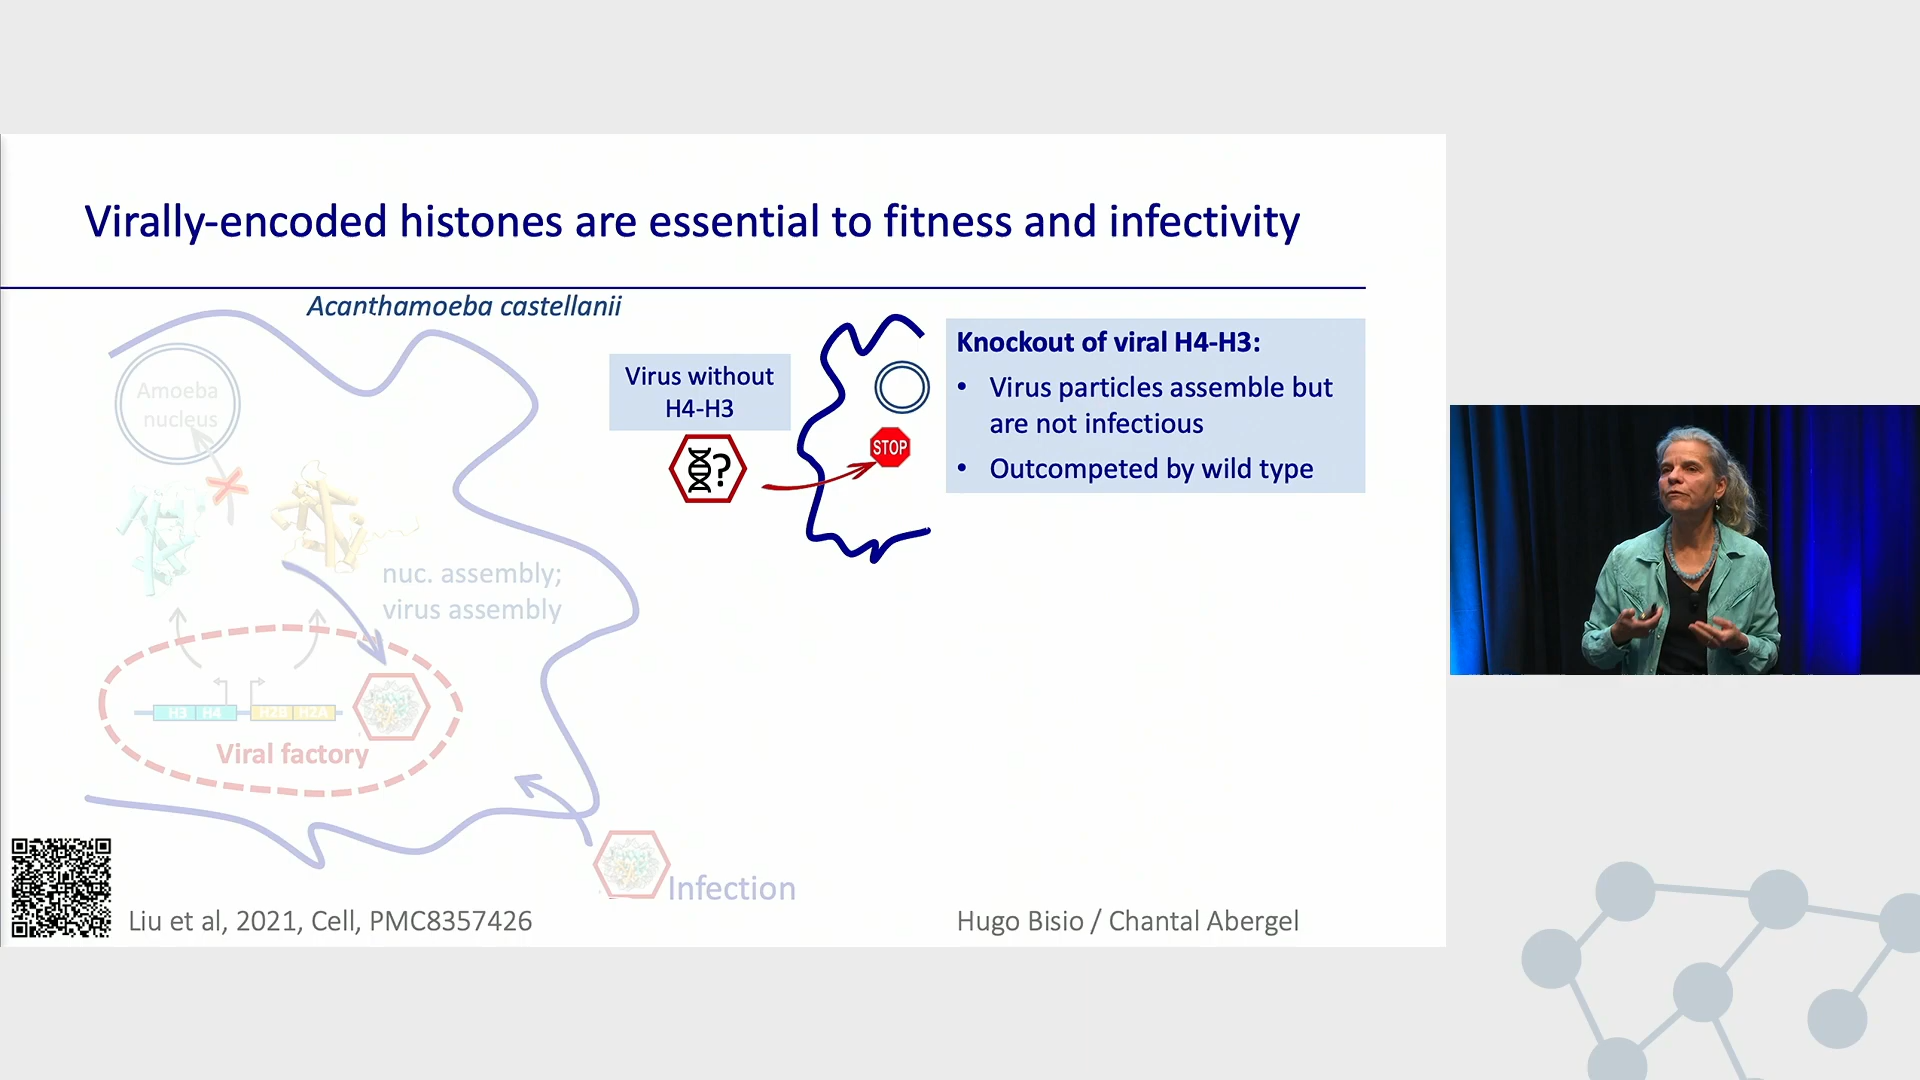 Virally-encoded histones are essential to fitness and infectivity
Acanthamoeba castellanii
Amoeba
nucleus
nuc. assembly;
virus assembly
H3 H4 H2B H2A
Viral factory
Infection
Virus without
H4-H3
?
STOP
Knockout of viral H4-H3:
• Virus particles assemble but
are not infectious
• Outcompeted by wild type
Liu et al, 2021, Cell, PMC8357426
Hugo Bisio / Chantal Abergel